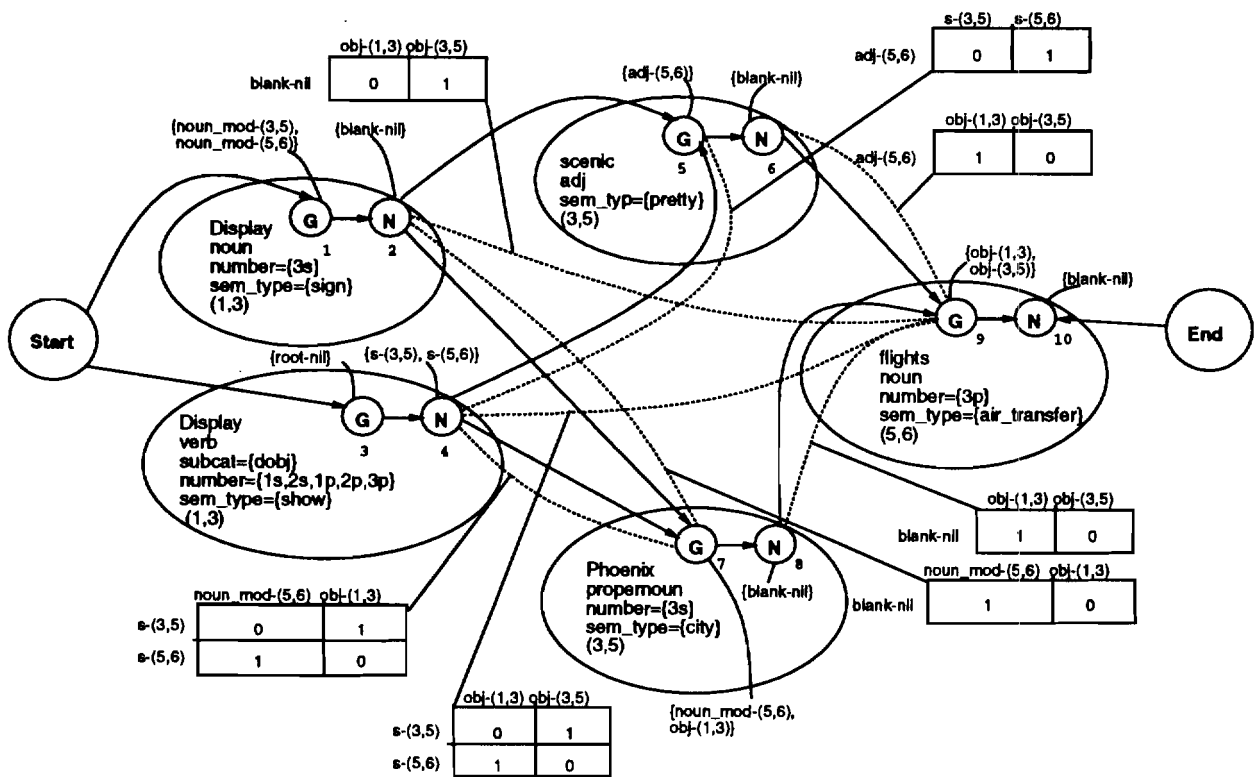 obj-(1,3) obj-(3,5)
blank-nil 0 1
s-(3,5) s-(5,6)
adj-(5,6) 0 1
obj-(1,3) obj-(3,5)
adj-(5,6) 1 0
{noun_mod-(3,5),
noun_mod-(5,6)}
{blank-nil}
G N
1 2
Display
noun
number={3s]
sem_type={sign}
(1,3)
{adj-(5,6)}
{blank-nil}
G N
5 6
scenic
adj
sem_typ={pretty}
(3,5)
Start
{root-nil}
{s-(3,5), s-(5,6)}
G N
3 4
Display
verb
subcat={dobj}
number={1s,2s,1p,2p,3p}
sem_type={show}
(1,3)
{obj-(1,3),
obj-(3,5)}
{blank-nil}
G N
9 10
flights
noun
number={3p}
sem_type={air_transfer}
(5,6)
End
G N
7 8
{blank-nil}
Phoenix
propernoun
number={3s]
sem_type={city}
(3,5)
{noun_mod-(5,6),
obj-(1,3)}
obj-(1,3) obj-(3,5)
blank-nil 1 0
noun_mod-(5,6) obj-(1,3)
blank-nil 1 0
noun_mod-(5,6) obj-(1,3)
s-(3,5) 0 1
s-(5,6) 1 0
obj-(1,3) obj-(3,5)
s-(3,5) 0 1
s-(5,6) 1 0